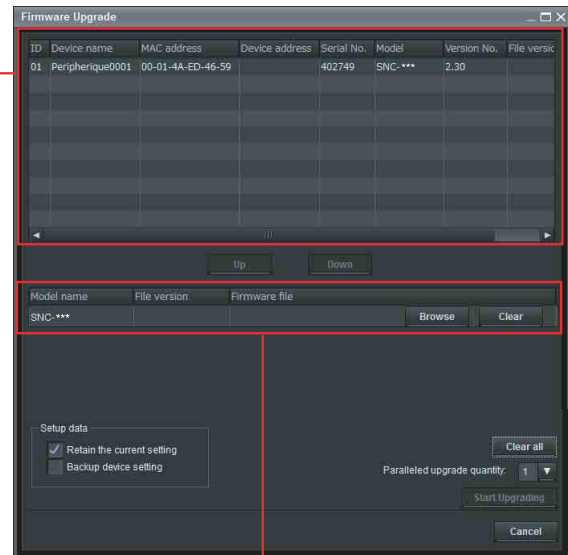 Firmware Upgrade
ID Device name MAC address Device address Serial No. Model Version No. File versic
01 Peripherique0001 00-01-4A-ED-46-59 402749 SNC-*** 2.30
Up Down
Model name File version Firmware file
SNC-*** Browse Clear
Setup data
Retain the current setting
Backup device setting
Clear all
Paralleled upgrade quantity: 1
Start Upgrading
Cancel